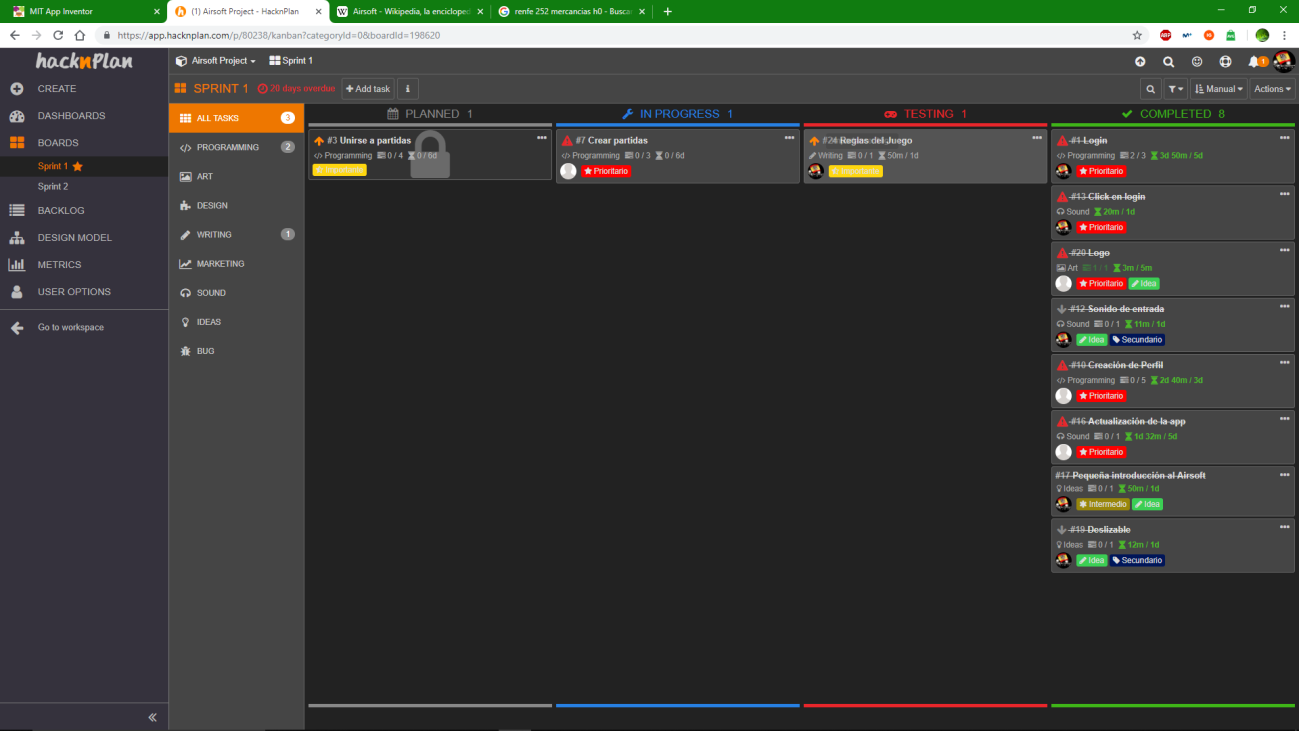 MIT App Inventor
(1) Airsoft Project - HacknPlan
Airsoft - Wikipedia, la encicloped
renfe 252 mercancias h0 - Buscar
https://app.hacknplan.com/p/80238/kanban?categoryId=0&boardId=198620
hacknPlan
Airsoft Project
Sprint 1
1
CREATE
DASHBOARDS
BOARDS
Sprint 1
Sprint 2
BACKLOG
DESIGN MODEL
METRICS
USER OPTIONS
Go to workspace
SPRINT 1
20 days overdue
Add task
Manual
Actions
ALL TASKS 3
PROGRAMMING 2
ART
DESIGN
WRITING 1
MARKETING
SOUND
IDEAS
BUG
PLANNED 1
#3 Unirse a partidas
Programming 0 / 4 0 / 6d
Importante
IN PROGRESS 1
#7 Crear partidas
Programming 0 / 3 0 / 6d
Prioritario
TESTING 1
#24 Reglas del Juego
Writing 0 / 1 50m / 1d
Importante
COMPLETED 8
#1 Login
Programming 2 / 3 3d 50m / 5d
Prioritario
#13 Click en login
Sound 20m / 1d
Prioritario
#20 Logo
Art 1 / 1 3m / 5m
Prioritario Idea
#12 Sonido de entrada
Sound 0 / 1 11m / 1d
Idea Secundario
#10 Creación de Perfil
Programming 0 / 5 2d 40m / 3d
Prioritario
#16 Actualización de la app
Sound 0 / 1 1d 32m / 5d
Prioritario
#17 Pequeña introducción al Airsoft
Ideas 0 / 1 50m / 1d
Intermedio Idea
#19 Deslizable
Ideas 0 / 1 12m / 1d
Idea Secundario